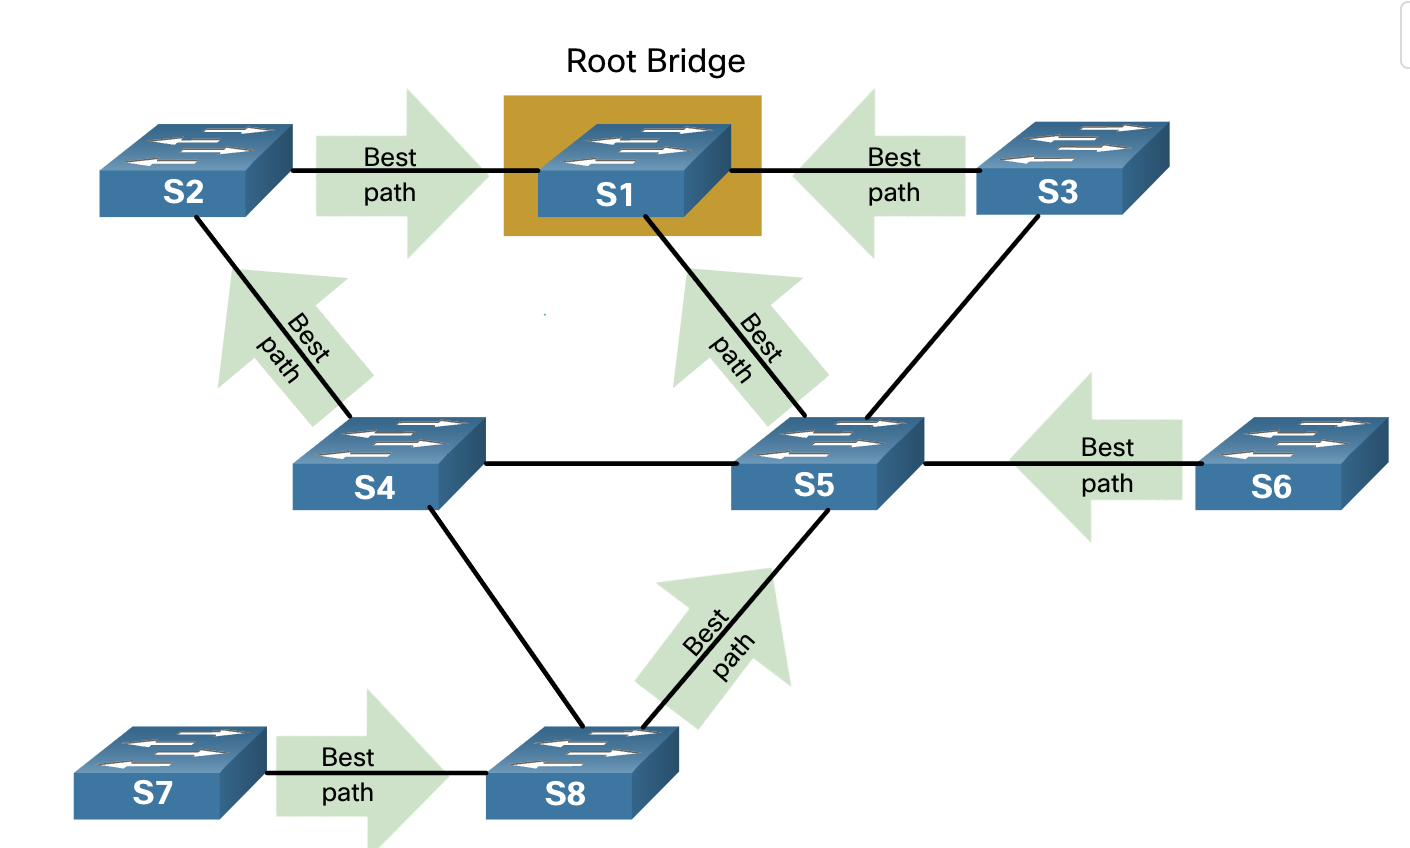 Root Bridge
Best
path
Best
path
S2
S1
S3
Best
path
Best
path
Best
path
S4
S5
S6
Best
path
Best
path
S7
S8